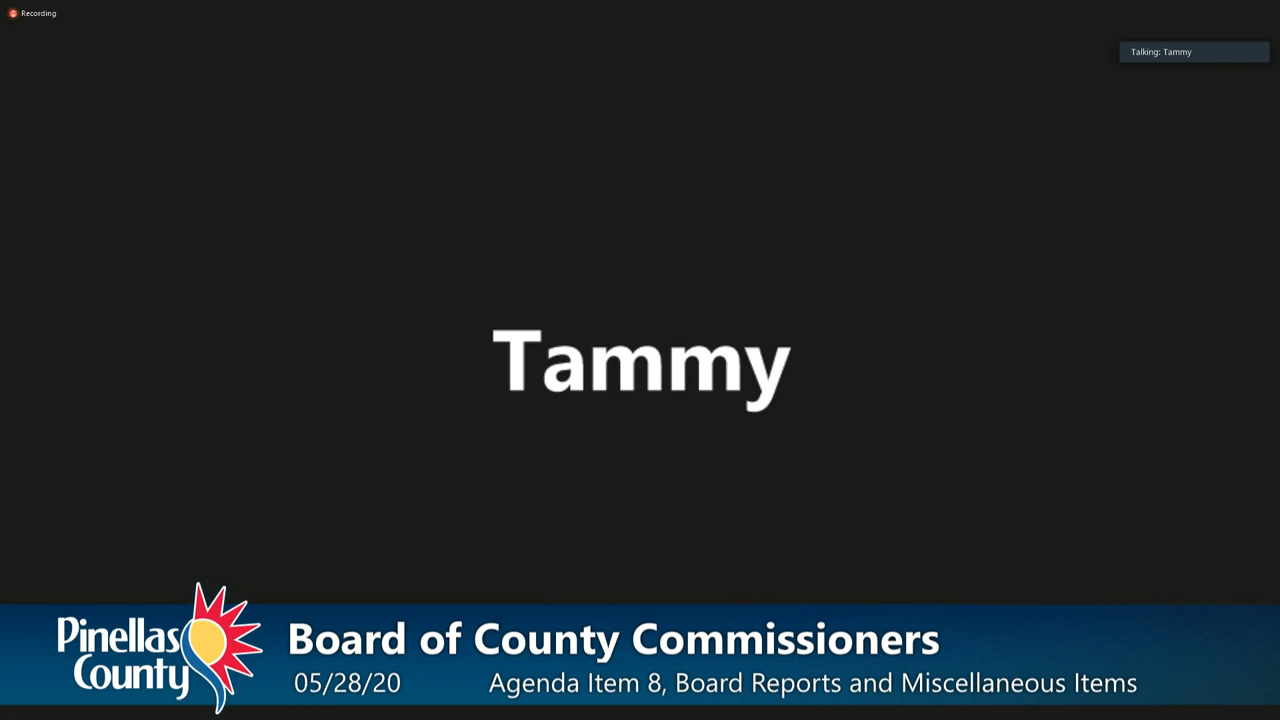 Recording
Talking: Tammy
Tammy
Pinellas
County
Board of County Commissioners
05/28/20
Agenda Item 8, Board Reports and Miscellaneous Items